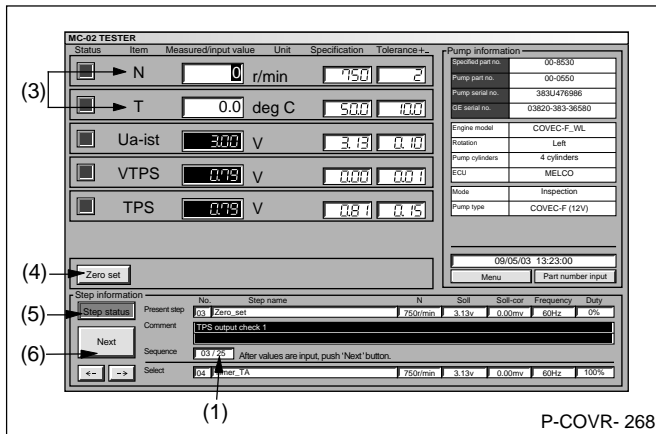 MC-02 TESTER
Status Item Measured/input value Unit Specification Tolerance+_
N 0 r/min 750 2
T 0.0 deg C 50.0 10.0
Ua-ist 3.00 V 3.13 0.10
VTPS 0.79 V 0.00 0.01
TPS 0.79 V 0.81 0.15
Pump information
Specified part no. 00-8530
Pump part no. 00-0550
Pump serial no. 383U476986
GE serial no. 03820-383-36580
Engine model COVEC-F_WL
Rotation Left
Pump cylinders 4 cylinders
ECU MELCO
Mode Inspection
Pump type COVEC-F (12V)
09/05/03 13:23:00
Menu Part number input
(3)
(4) Zero set
Step information
No. Step name N Soll Soll-cor Frequency Duty
(5) Step status Present step 03 Zero_set 750r/min 3.13v 0.00mv 60Hz 0%
Comment TPS output check 1
(6) Next
Sequence 03 / 25 After values are input, push 'Next' button.
<- -> Select 04 Timer_TA 750r/min 3.13v 0.00mv 60Hz 100%
(1)
P-COVR- 268